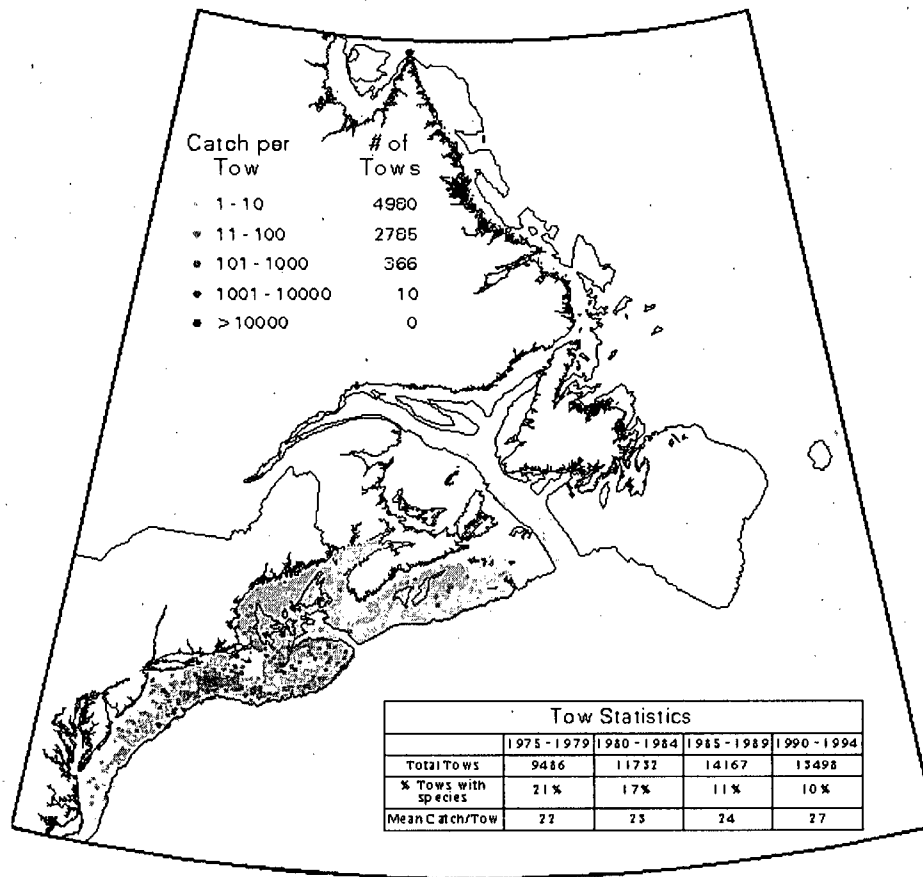 Catch per Tow # of Tows
1 - 10 4980
11 - 100 2785
101 - 1000 366
1001 - 10000 10
> 10000 0
Tow Statistics
1975 - 1979 1980 - 1984 1985 - 1989 1990 - 1994
Total Tows 9486 11732 14167 13498
% Tows with species 21% 17% 11% 10%
Mean Catch/Tow 22 23 24 27